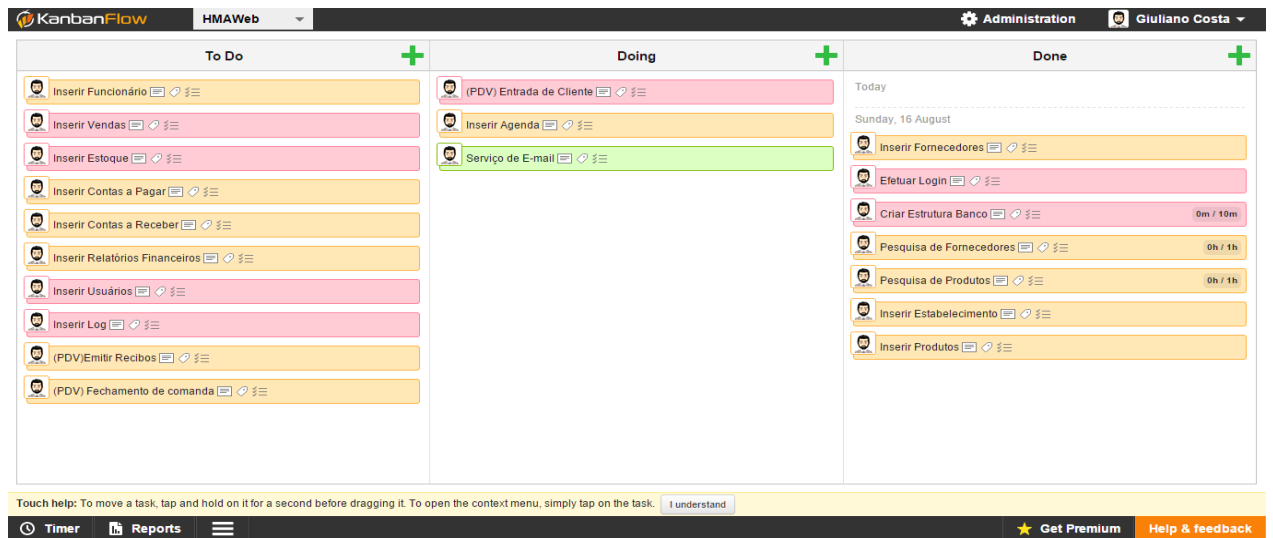 KanbanFlow HMAWeb Administration Giuliano Costa
To Do
Inserir Funcionário
Inserir Vendas
Inserir Estoque
Inserir Contas a Pagar
Inserir Contas a Receber
Inserir Relatórios Financeiros
Inserir Usuários
Inserir Log
(PDV)Emitir Recibos
(PDV) Fechamento de comanda
Doing
(PDV) Entrada de Cliente
Inserir Agenda
Serviço de E-mail
Done
Today
Sunday, 16 August
Inserir Fornecedores
Efetuar Login
Criar Estrutura Banco 0m / 10m
Pesquisa de Fornecedores 0h / 1h
Pesquisa de Produtos 0h / 1h
Inserir Estabelecimento
Inserir Produtos
Touch help: To move a task, tap and hold on it for a second before dragging it. To open the context menu, simply tap on the task. I understand
Timer Reports Get Premium Help & feedback